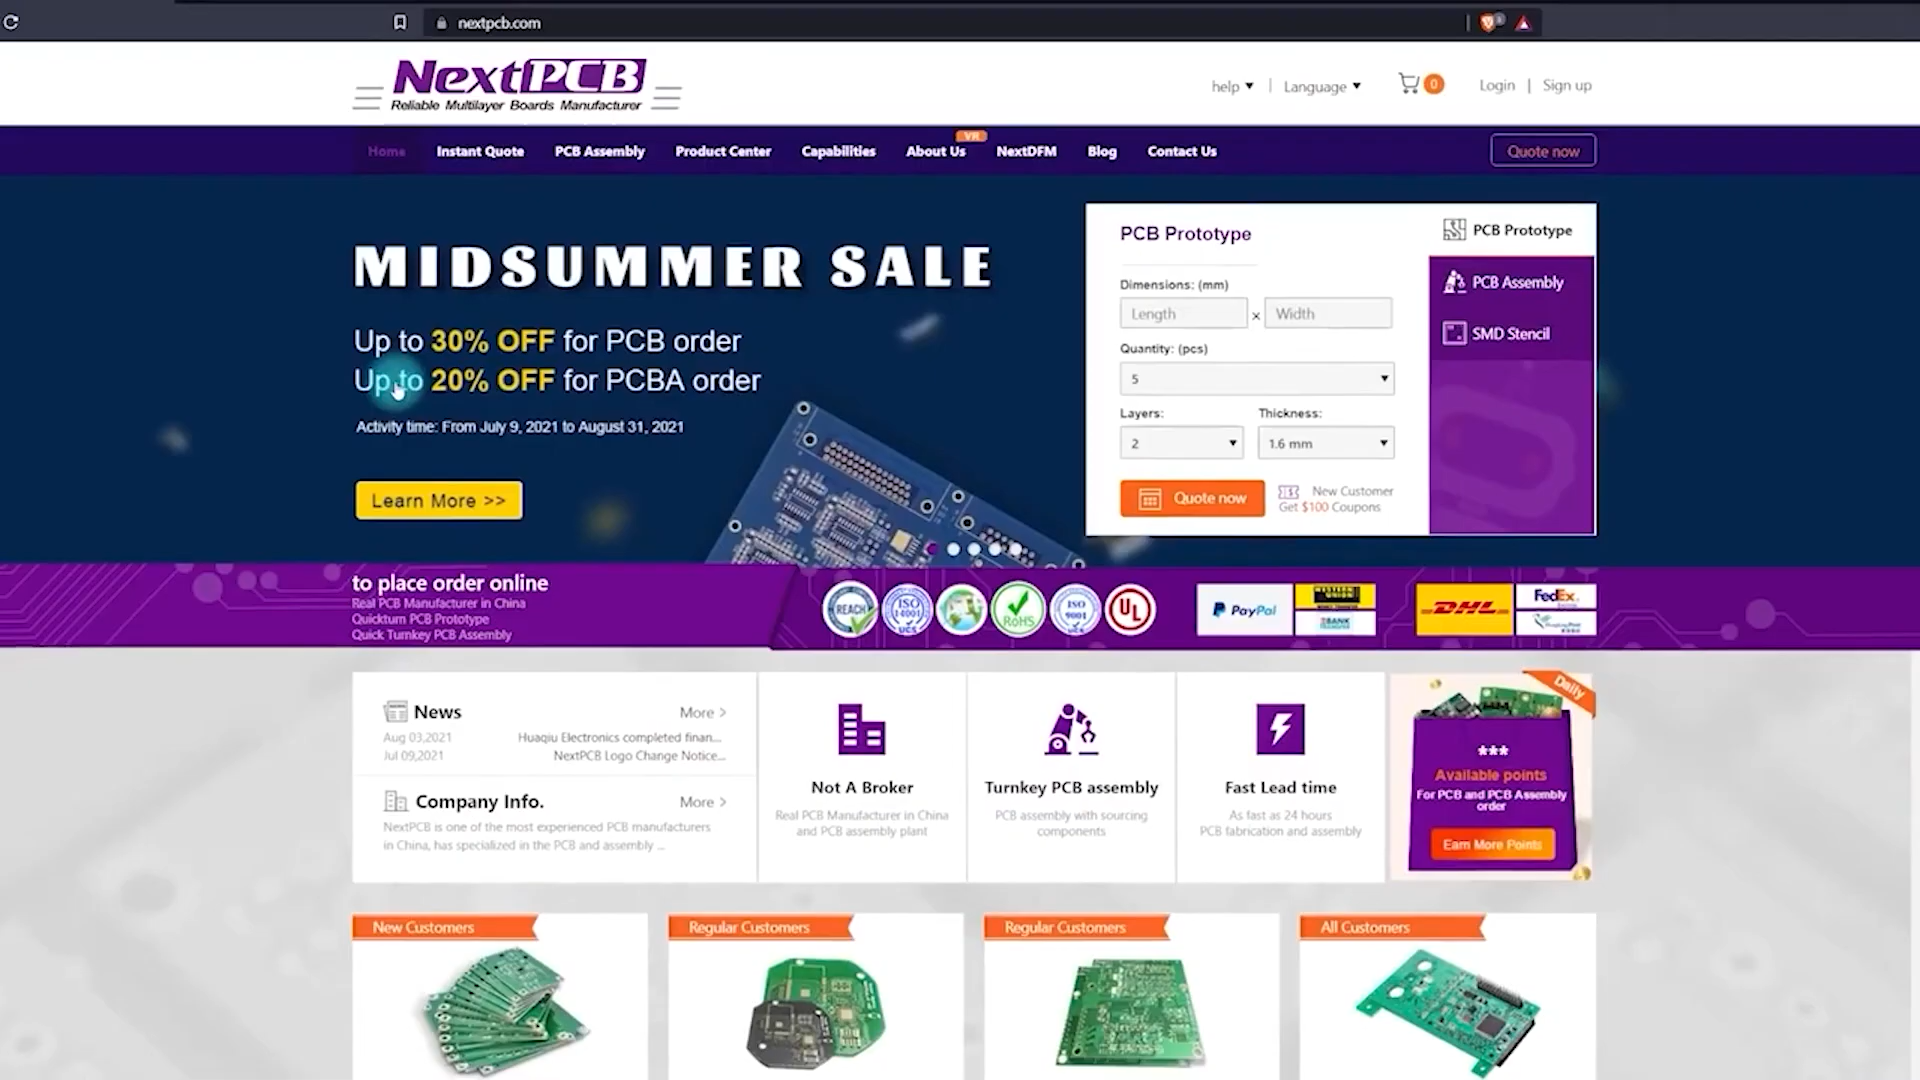 nextpcb.com
NextPCB
Reliable Multilayer Boards Manufacturer
help
Language
0
Login | Sign up
Home
Instant Quote
PCB Assembly
Product Center
Capabilities
About Us
VR
NextDFM
Blog
Contact Us
Quote now
MIDSUMMER SALE
Up to 30% OFF for PCB order
Up to 20% OFF for PCBA order
Activity time: From July 9, 2021 to August 31, 2021
Learn More >>
PCB Prototype
Dimensions: (mm)
Length
×
Width
Quantity: (pcs)
5
Layers:
Thickness:
2
1.6 mm
Quote now
New Customer
Get $100 Coupons
PCB Prototype
PCB Assembly
SMD Stencil
to place order online
Real PCB Manufacturer in China
Quickturn PCB Prototype
Quick Turnkey PCB Assembly
REACH
ISO
14001
UCS
RoHS
ISO
9001
UCS
UL
PayPal
WESTERN
UNION
BANK
TRANSFER
DHL
FedEx
News
More >
Aug 03,2021
Huaqiu Electronics completed finan...
Jul 09,2021
NextPCB Logo Change Notice...
Company Info.
More >
NextPCB is one of the most experienced PCB manufacturers
in China, has specialized in the PCB and assembly ...
Not A Broker
Real PCB Manufacturer in China
and PCB assembly plant
Turnkey PCB assembly
PCB assembly with sourcing
components
Fast Lead time
As fast as 24 hours
PCB fabrication and assembly
Daily
***
Available points
For PCB and PCB Assembly
order
Earn More Points
New Customers
Regular Customers
Regular Customers
All Customers